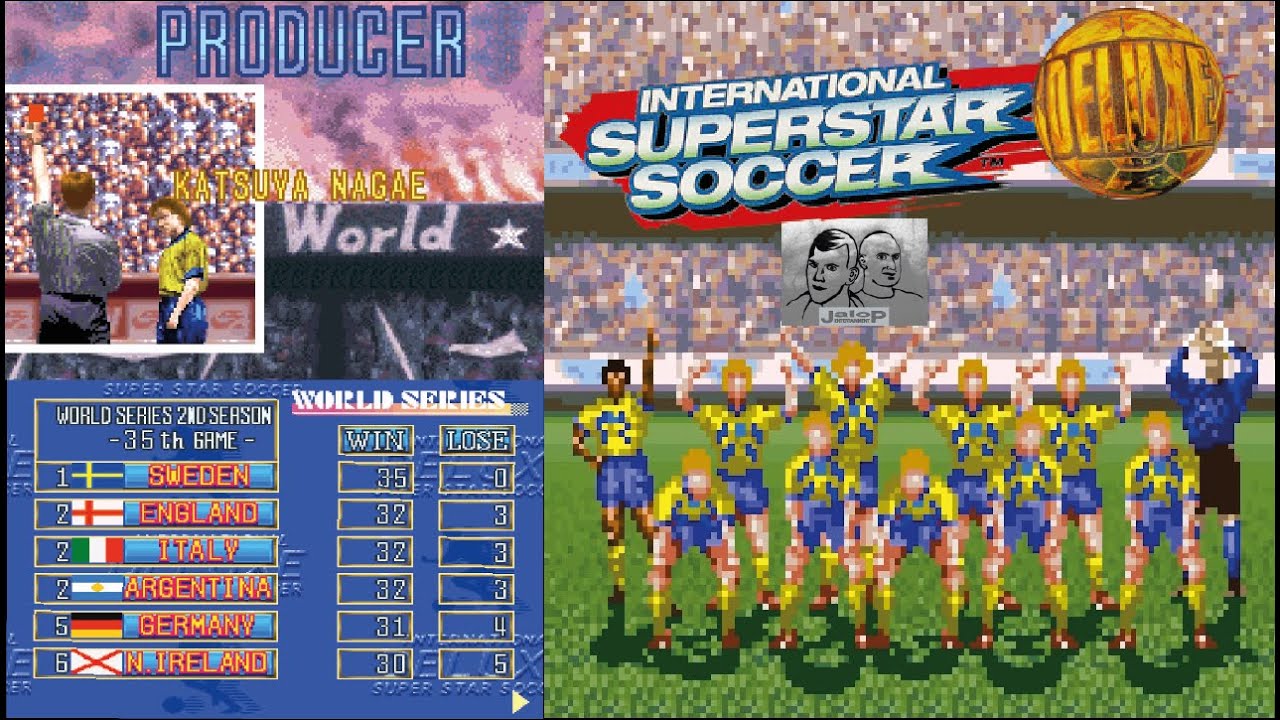 PRODUCER
KATSUYA NAGAE
World
INTERNATIONAL
SUPERSTAR
SOCCER ™
DELUXE
Jalop
ENTERTAINMENT
SUPER STAR SOCCER
WORLD SERIES 2ND SEASON
-35th GAME-
WORLD SERIES
WIN LOSE
1 SWEDEN 35 0
2 ENGLAND 32 3
2 ITALY 32 3
2 ARGENTINA 32 3
5 GERMANY 31 4
6 N.IRELAND 30 5